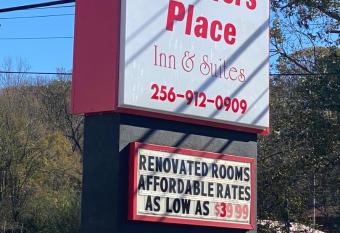 Place
Inn & Suites
256-912-0909
RENOVATED ROOMS
AFFORDABLE RATES
AS LOW AS $39.99